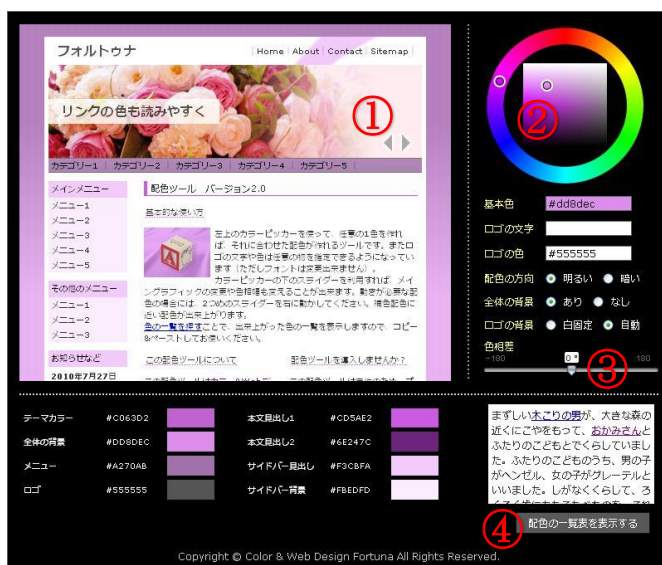 フォルトゥナ
Home | About | Contact | Sitemap |
リンクの色も読みやすく
①
カテゴリー1 | カテゴリー2 | カテゴリー3 | カテゴリー4 | カテゴリー5 |
メインメニュー
メニュー1
メニュー2
メニュー3
メニュー4
メニュー5
その他のメニュー
メニュー1
メニュー2
メニュー3
お知らせなど
2010年7月27日
配色ツール バージョン2.0
基本的な使い方
左上のカラーピッカーを使って、任意の1色を作れ
ば、それに合わせた配色が作れるツールです。またロ
ゴの文字や色は任意の物を指定できるようになってい
ます（ただしフォントは変更出来ません）。
カラーピッカーの下のスライダーを利用すれば、メイ
ングラフィックの変更や色相幅も変えることが出来ます。動きが必要な配
色の場合には、2つめのスライダーを右に動かしてください。補色配色に
近い配色が出来上がります。
色の一覧を押すことで、出来上がった色の一覧を表示しますので、コピー
&ペーストしてお使いください。
この配色ツールについて
配色ツールを導入しませんか？
②
基本色 #dd8dec
ロゴの文字
ロゴの色 #555555
配色の方向 明るい 暗い
全体の背景 あり なし
ロゴの背景 白固定 自動
色相差
-180 0° 180
③
テーマカラー #C063D2
全体の背景 #DD8DEC
メニュー #A270AB
ロゴ #555555
本文見出し1 #CD5AE2
本文見出し2 #6E247C
サイドバー見出し #F3CBFA
サイドバー背景 #FBEDFD
まずしい木こりの男が、大きな森の
近くにこやをもって、おかみさんと
ふたりのこどもとでくらしていまし
た。ふたりのこどものうち、男の子
がヘンゼル、女の子がグレーテルと
いいました。しがなくくらして、ろ
④
配色の一覧表を表示する
Copyright © Color & Web Design Fortuna All Rights Reserved.